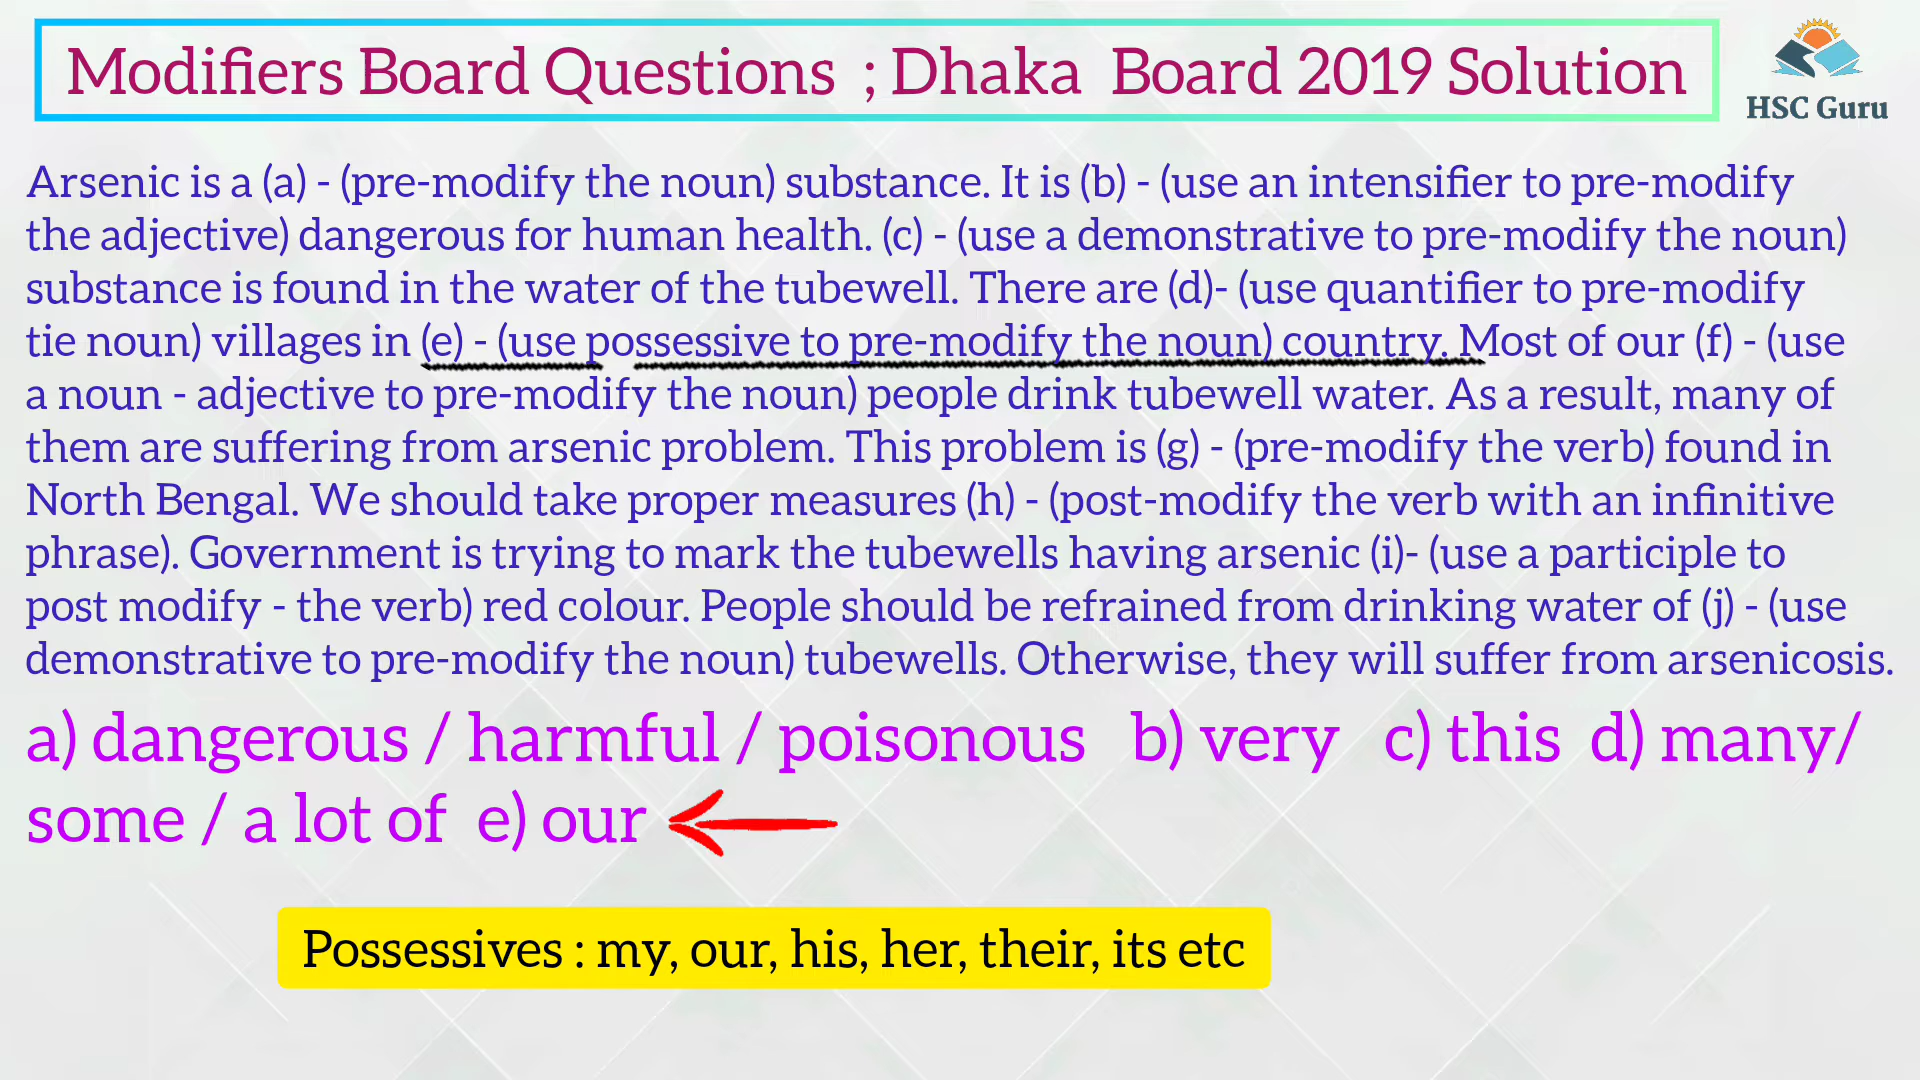 Modifiers Board Questions ; Dhaka Board 2019 Solution
HSC Guru
Arsenic is a (a) - (pre-modify the noun) substance. It is (b) - (use an intensifier to pre-modify
the adjective) dangerous for human health. (c) - (use a demonstrative to pre-modify the noun)
substance is found in the water of the tubewell. There are (d)- (use quantifier to pre-modify
tie noun) villages in (e) - (use possessive to pre-modify the noun) country. Most of our (f) - (use
a noun - adjective to pre-modify the noun) people drink tubewell water. As a result, many of
them are suffering from arsenic problem. This problem is (g) - (pre-modify the verb) found in
North Bengal. We should take proper measures (h) - (post-modify the verb with an infinitive
phrase). Government is trying to mark the tubewells having arsenic (i)- (use a participle to
post modify - the verb) red colour. People should be refrained from drinking water of (j) - (use
demonstrative to pre-modify the noun) tubewells. Otherwise, they will suffer from arsenicosis.
a) dangerous / harmful / poisonous b) very c) this d) many/
some / a lot of e) our
Possessives : my, our, his, her, their, its etc